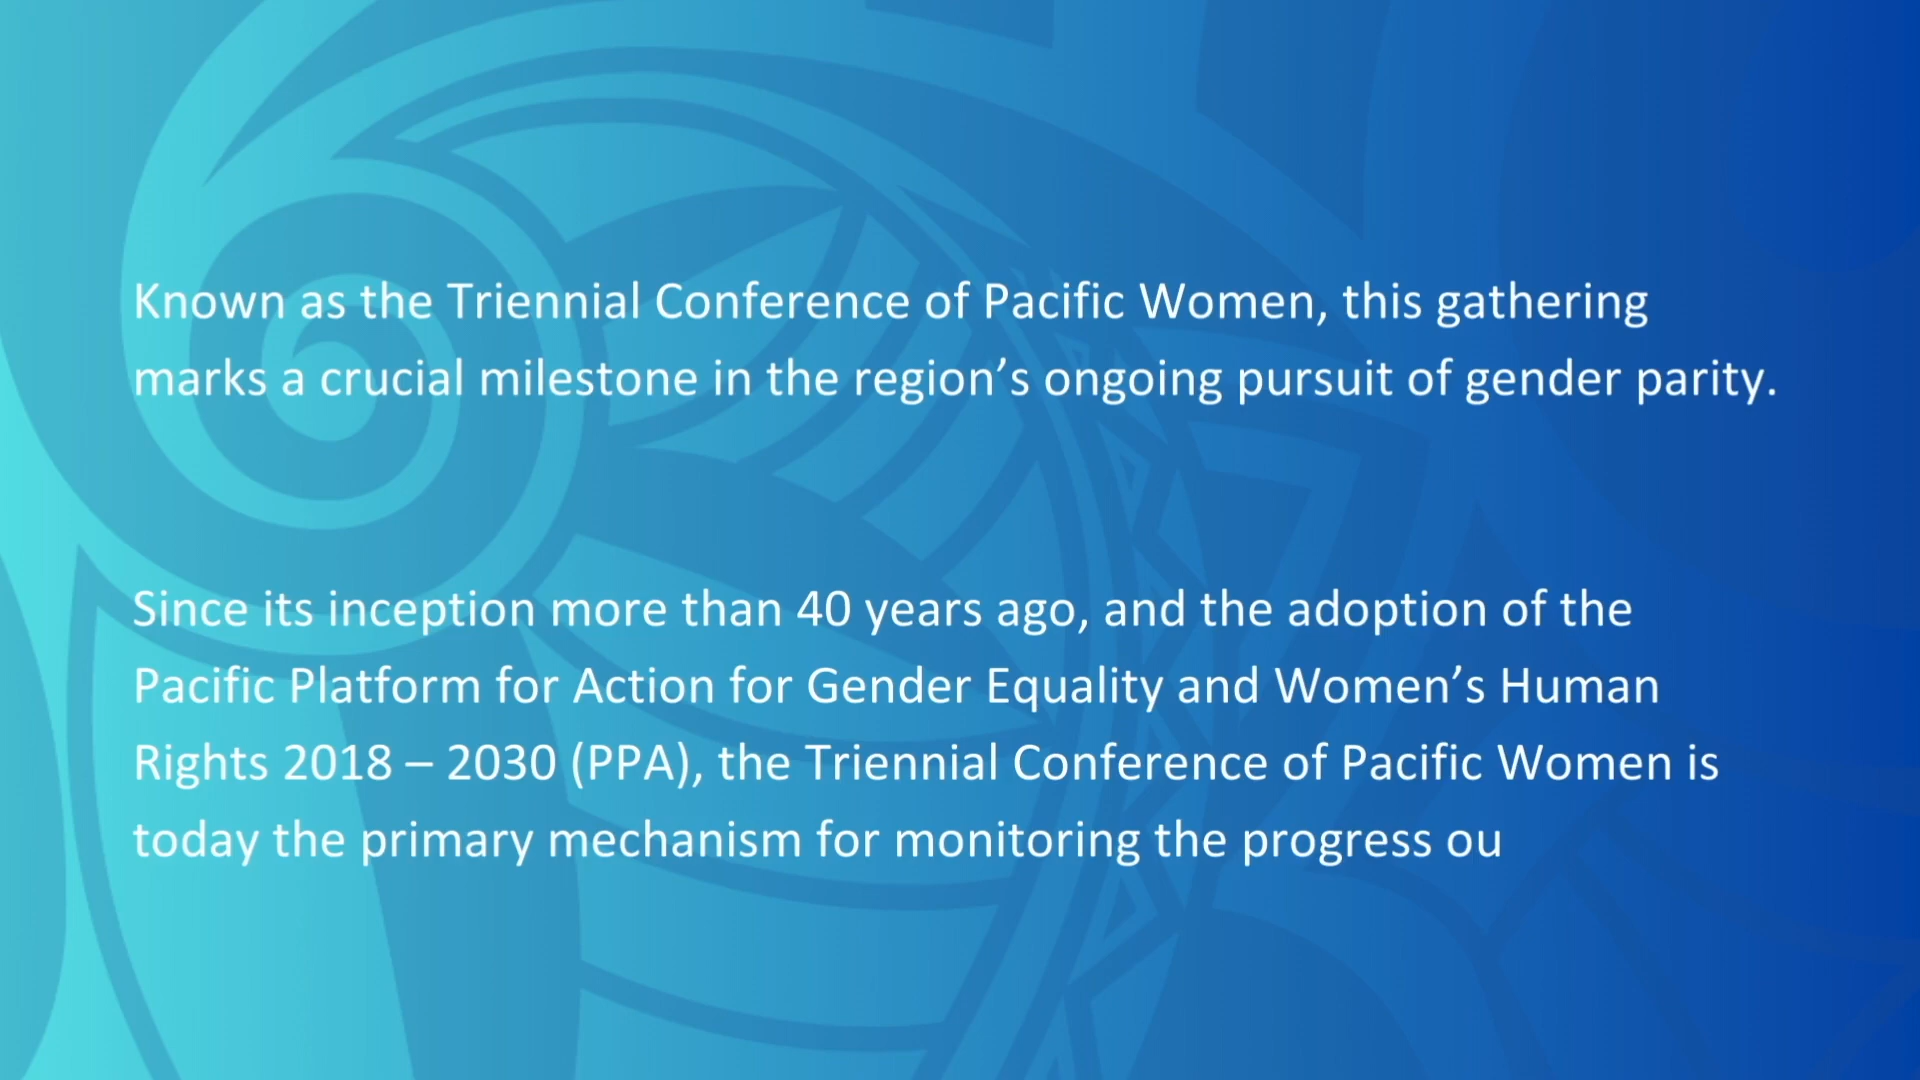 Known as the Triennial Conference of Pacific Women, this gathering
marks a crucial milestone in the region’s ongoing pursuit of gender parity.
Since its inception more than 40 years ago, and the adoption of the
Pacific Platform for Action for Gender Equality and Women’s Human
Rights 2018 – 2030 (PPA), the Triennial Conference of Pacific Women is
today the primary mechanism for monitoring the progress ou